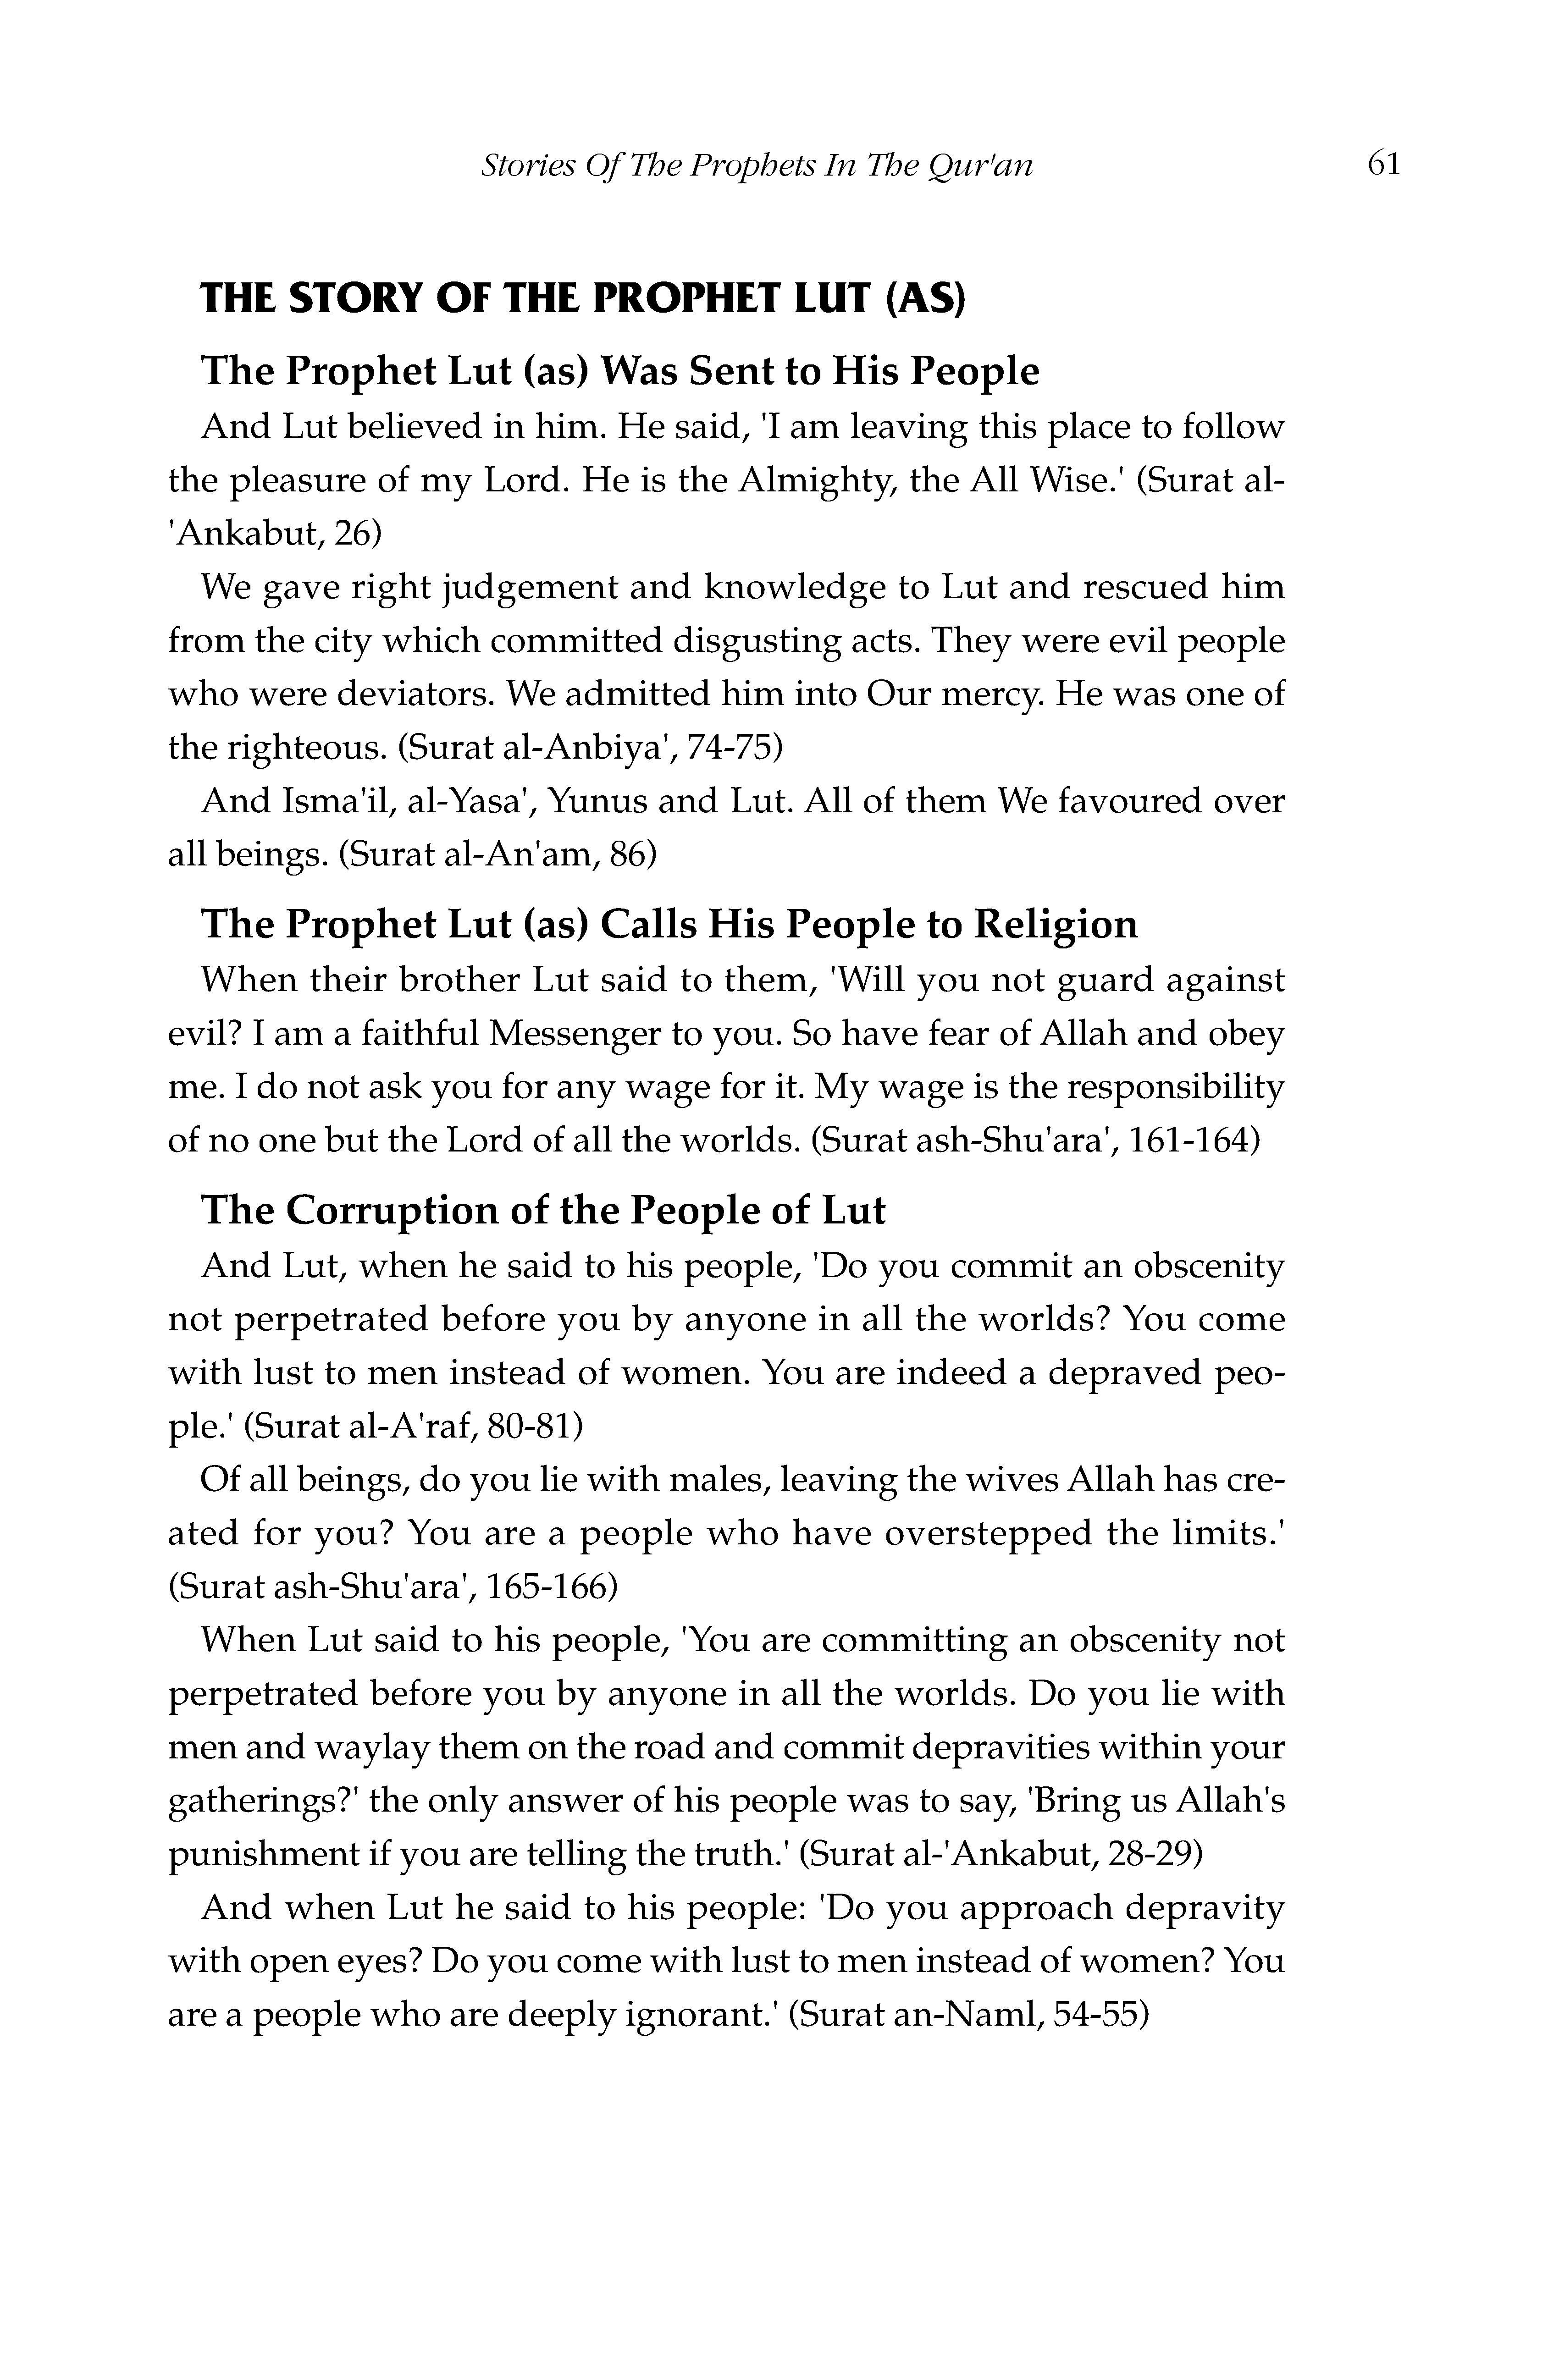 Stories Of The Prophets In The Qur'an 61
THE STORY OF THE PROPHET LUT (AS)
The Prophet Lut (as) Was Sent to His People
And Lut believed in him. He said, 'I am leaving this place to follow
the pleasure of my Lord. He is the Almighty, the All Wise.' (Surat al-
'Ankabut, 26)
We gave right judgement and knowledge to Lut and rescued him
from the city which committed disgusting acts. They were evil people
who were deviators. We admitted him into Our mercy. He was one of
the righteous. (Surat al-Anbiya', 74-75)
And Isma'il, al-Yasa', Yunus and Lut. All of them We favoured over
all beings. (Surat al-An'am, 86)
The Prophet Lut (as) Calls His People to Religion
When their brother Lut said to them, 'Will you not guard against
evil? I am a faithful Messenger to you. So have fear of Allah and obey
me. I do not ask you for any wage for it. My wage is the responsibility
of no one but the Lord of all the worlds. (Surat ash-Shu'ara', 161-164)
The Corruption of the People of Lut
And Lut, when he said to his people, 'Do you commit an obscenity
not perpetrated before you by anyone in all the worlds? You come
with lust to men instead of women. You are indeed a depraved peo-
ple.' (Surat al-A'raf, 80-81)
Of all beings, do you lie with males, leaving the wives Allah has cre-
ated for you? You are a people who have overstepped the limits.'
(Surat ash-Shu'ara', 165-166)
When Lut said to his people, 'You are committing an obscenity not
perpetrated before you by anyone in all the worlds. Do you lie with
men and waylay them on the road and commit depravities within your
gatherings?' the only answer of his people was to say, 'Bring us Allah's
punishment if you are telling the truth.' (Surat al-'Ankabut, 28-29)
And when Lut he said to his people: 'Do you approach depravity
with open eyes? Do you come with lust to men instead of women? You
are a people who are deeply ignorant.' (Surat an-Naml, 54-55)